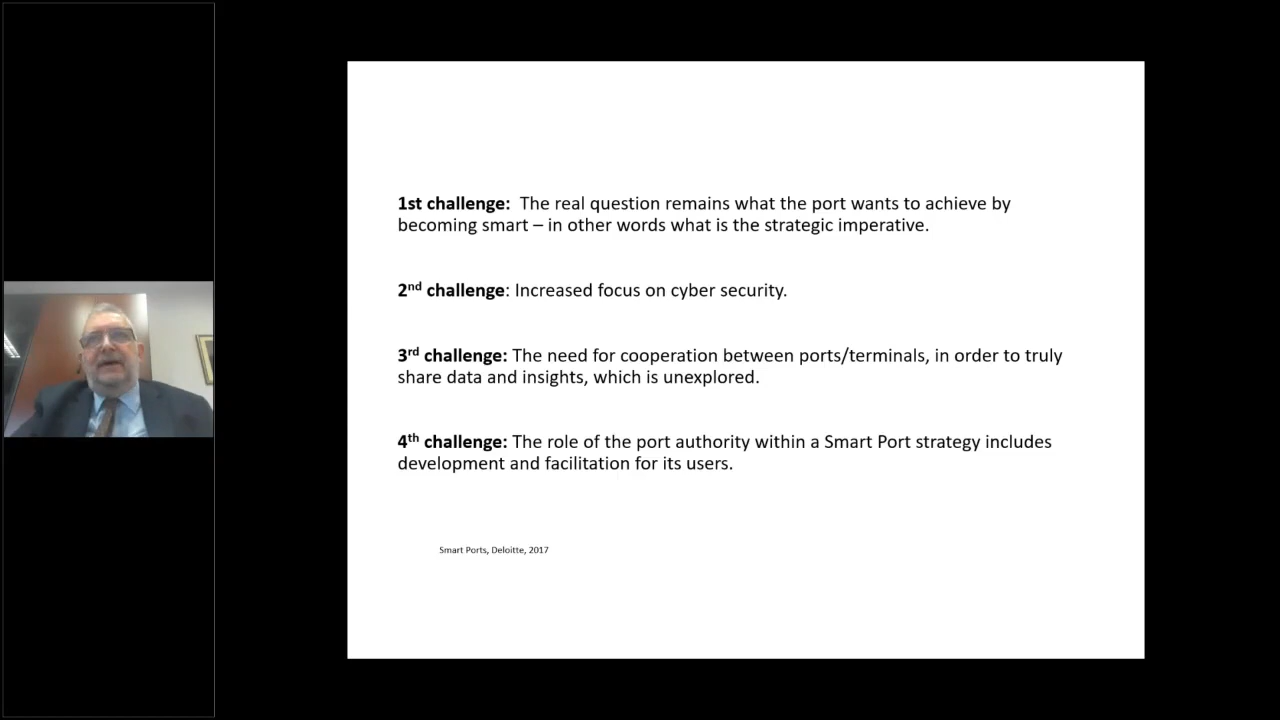 1st challenge:  The real question remains what the port wants to achieve by
becoming smart – in other words what is the strategic imperative.
2nd challenge: Increased focus on cyber security.
3rd challenge: The need for cooperation between ports/terminals, in order to truly
share data and insights, which is unexplored.
4th challenge: The role of the port authority within a Smart Port strategy includes
development and facilitation for its users.
Smart Ports, Deloitte, 2017